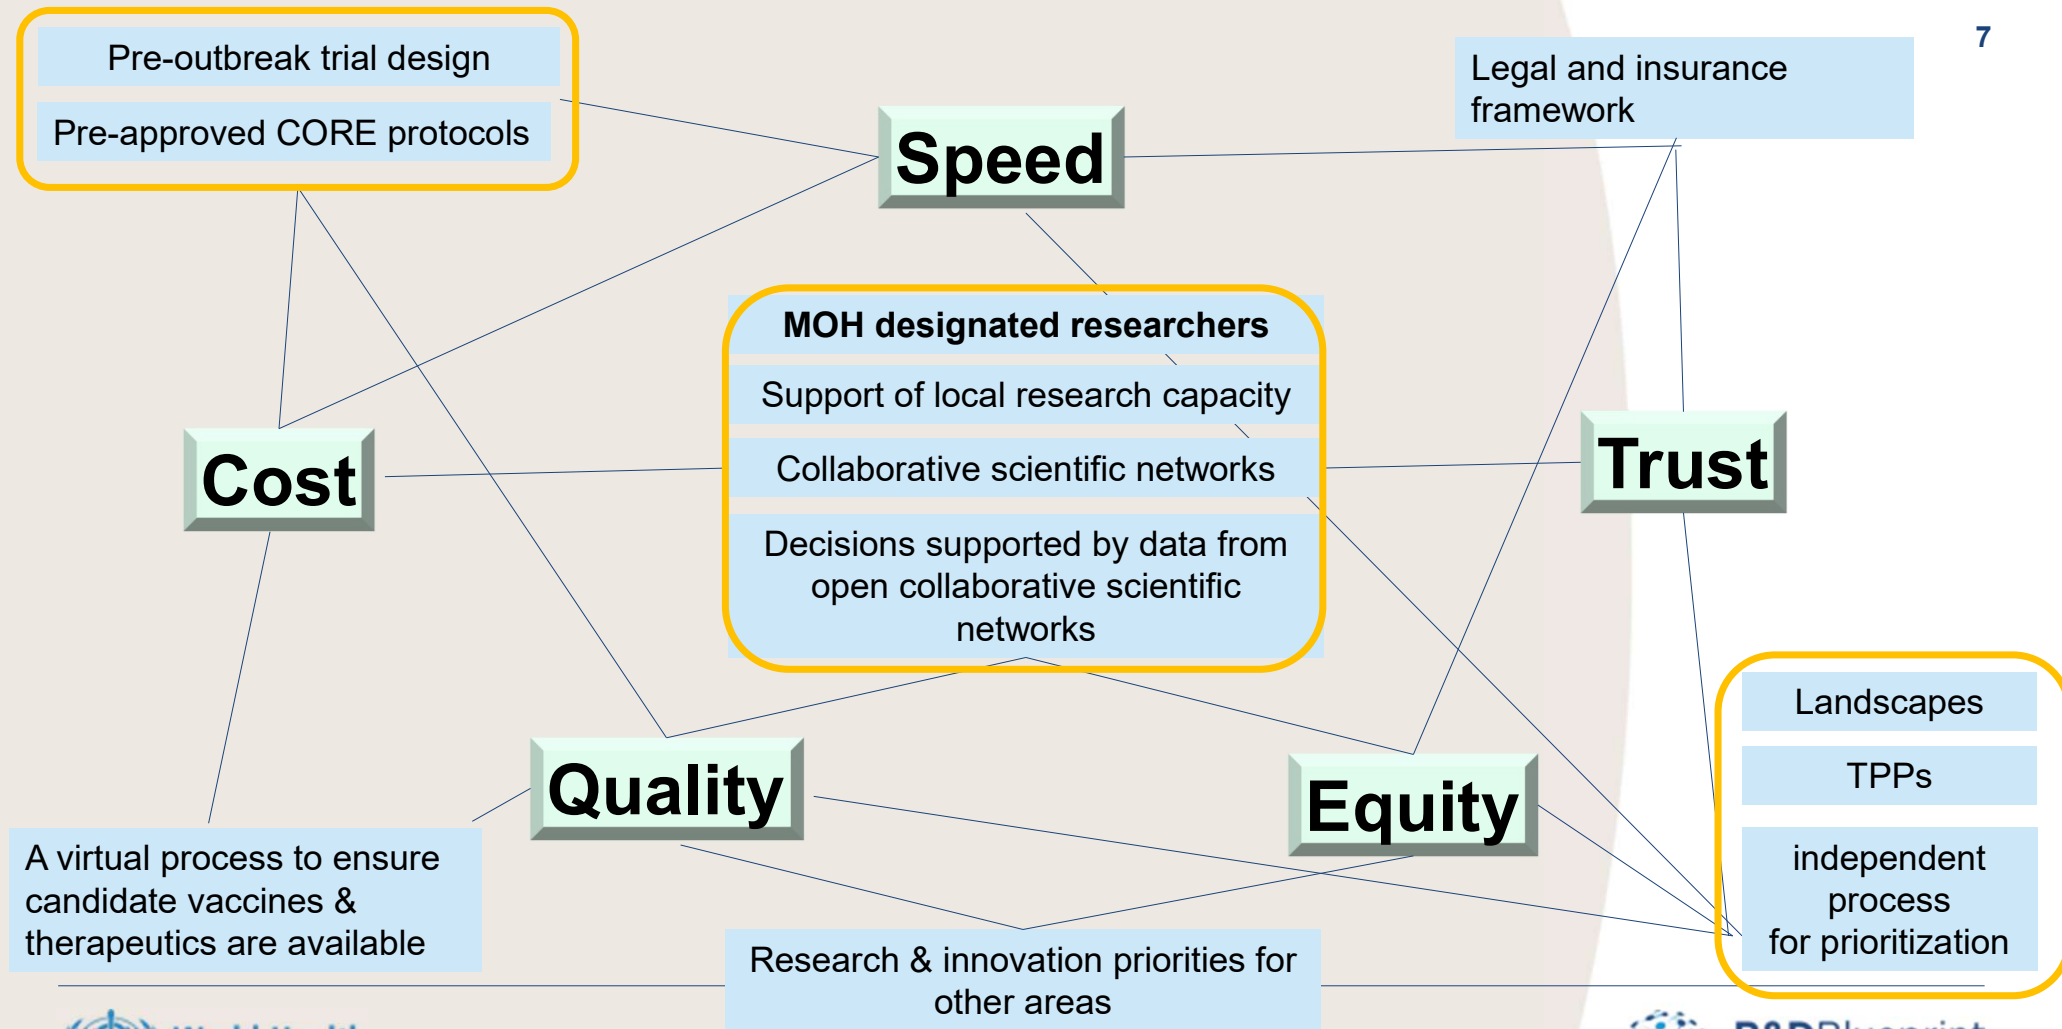 7
Pre-outbreak trial design
Pre-approved CORE protocols
Legal and insurance
framework
Speed
MOH designated researchers
Support of local research capacity
Collaborative scientific networks
Decisions supported by data from
open collaborative scientific
networks
Cost
Trust
Quality
Equity
Landscapes
TPPs
independent
process
for prioritization
A virtual process to ensure
candidate vaccines &
therapeutics are available
Research & innovation priorities for
other areas
World Health
R&DBlueprint